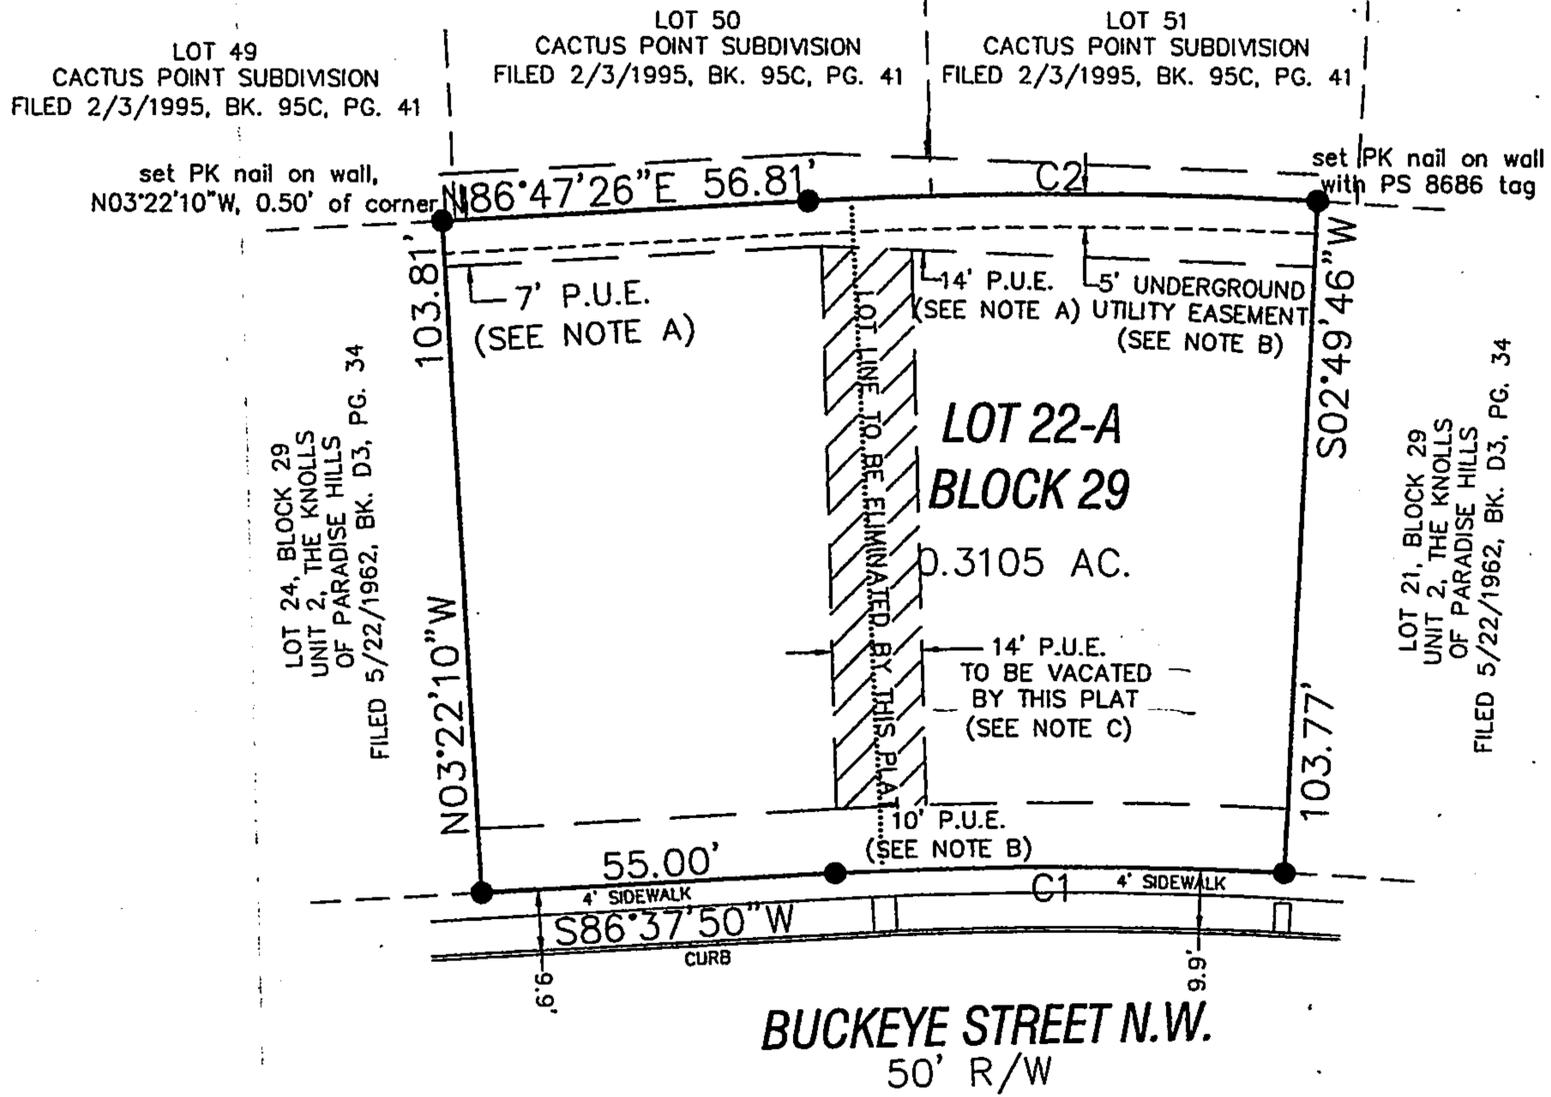 LOT 49
CACTUS POINT SUBDIVISION
FILED 2/3/1995, BK. 95C, PG. 41
LOT 50
CACTUS POINT SUBDIVISION
FILED 2/3/1995, BK. 95C, PG. 41
LOT 51
CACTUS POINT SUBDIVISION
FILED 2/3/1995, BK. 95C, PG. 41
set PK nail on wall,
N03°22'10"W, 0.50' of corner
N86°47'26"E 56.81'
C2
set PK nail on wall
with PS 8686 tag
103.81'
N03°22'10"W
7' P.U.E.
(SEE NOTE A)
14' P.U.E.
(SEE NOTE A)
5' UNDERGROUND
UTILITY EASEMENT
(SEE NOTE B)
S02°49'46"W
103.77'
LOT LINE TO BE ELIMINATED BY THIS PLAT
LOT 22-A
BLOCK 29
0.3105 AC.
LOT 24, BLOCK 29
UNIT 2, THE KNOLLS
OF PARADISE HILLS
FILED 5/22/1962, BK. D3, PG. 34
LOT 21, BLOCK 29
UNIT 2, THE KNOLLS
OF PARADISE HILLS
FILED 5/22/1962, BK. D3, PG. 34
14' P.U.E.
TO BE VACATED
BY THIS PLAT
(SEE NOTE C)
10' P.U.E.
(SEE NOTE B)
55.00'
4' SIDEWALK
C1
4' SIDEWALK
S86°37'50"W
CURB
9.9'
9.9'
BUCKEYE STREET N.W.
50' R/W